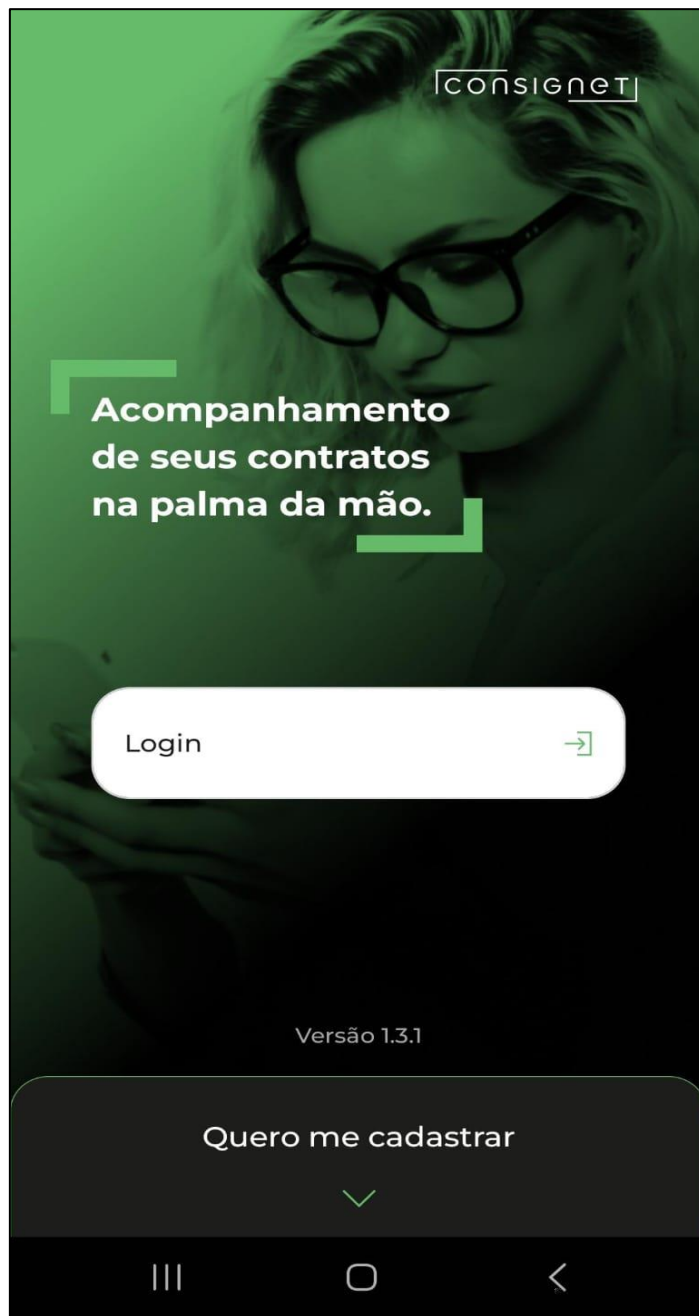 CONSIGNET
Acompanhamento
de seus contratos
na palma da mão.
Login
Versão 1.3.1
Quero me cadastrar